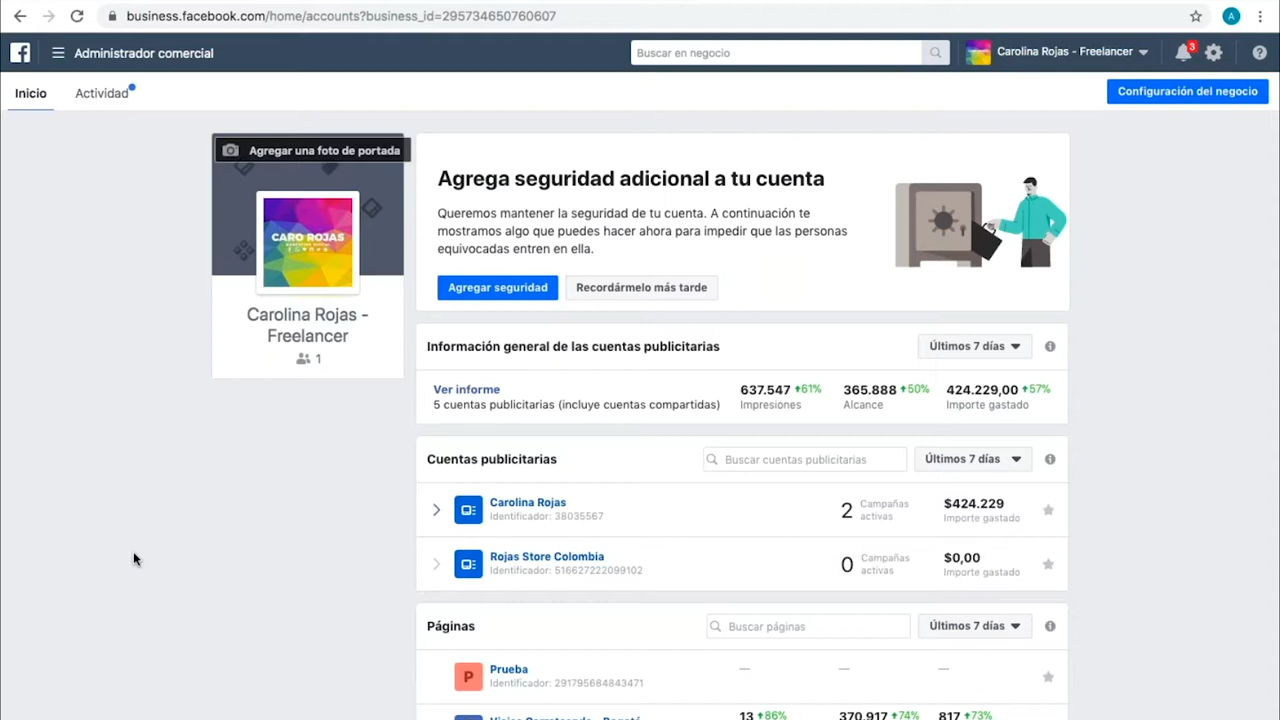 business.facebook.com/home/accounts?business_id=295734650760607
A
Administrador comercial
Buscar en negocio
Carolina Rojas - Freelancer
3
Inicio
Actividad
Configuración del negocio
Agregar una foto de portada
CARO ROJAS
Carolina Rojas -
Freelancer
1
Agrega seguridad adicional a tu cuenta
Queremos mantener la seguridad de tu cuenta. A continuación te
mostramos algo que puedes hacer ahora para impedir que las personas
equivocadas entren en ella.
Agregar seguridad
Recordármelo más tarde
Información general de las cuentas publicitarias
Últimos 7 días
Ver informe
5 cuentas publicitarias (incluye cuentas compartidas)
637.547 61%
Impresiones
365.888 50%
Alcance
424.229,00 57%
Importe gastado
Cuentas publicitarias
Buscar cuentas publicitarias
Últimos 7 días
Carolina Rojas
Identificador: 38035567
2 Campañas
activas
$424.229
Importe gastado
Rojas Store Colombia
Identificador: 516627222099102
0 Campañas
activas
$0,00
Importe gastado
Páginas
Buscar páginas
Últimos 7 días
P
Prueba
Identificador: 291795684843471
— — —
13 86%
370.917 74%
817 73%